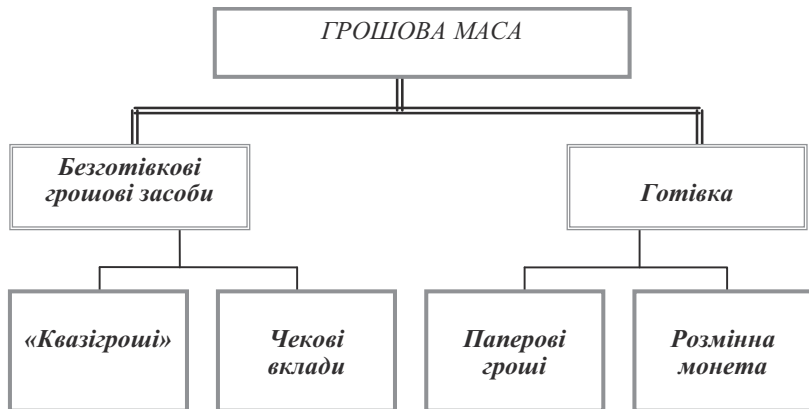 ГРОШОВА МАСА
Безготівкові
грошові засоби
Готівка
«Квазігроші»
Чекові
вклади
Паперові
гроші
Розмінна
монета